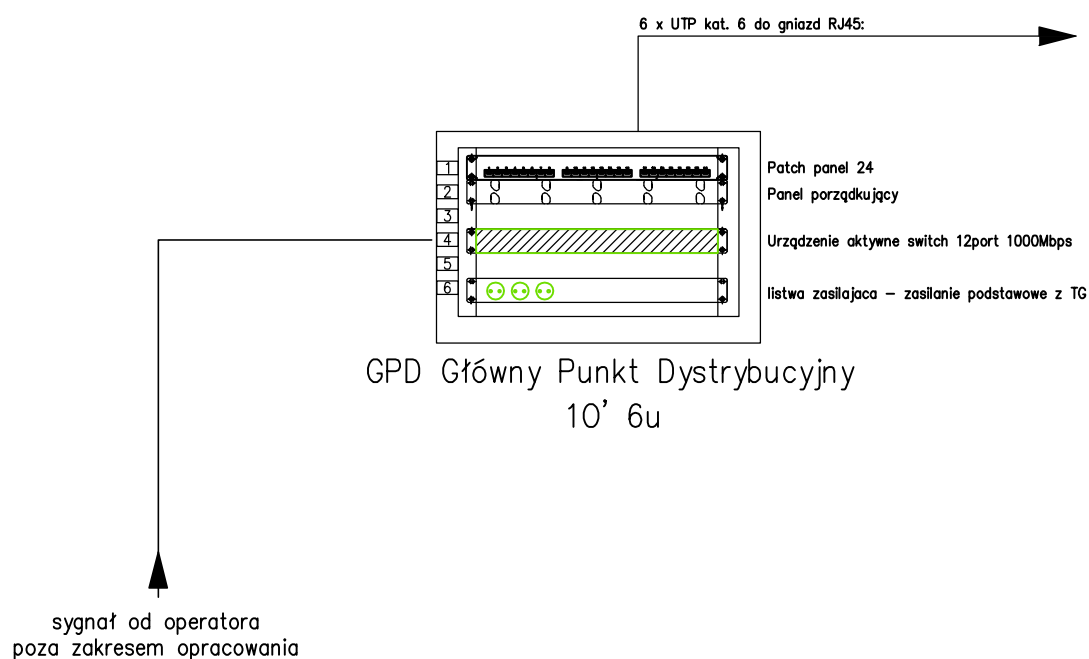 6 x UTP kat. 6 do gniazd RJ45:
1
Patch panel 24
2
Panel porządkujący
3
4
Urządzenie aktywne switch 12port 1000Mbps
5
6
listwa zasilajaca – zasilanie podstawowe z TG
GPD Główny Punkt Dystrybucyjny
10' 6u
sygnał od operatora
poza zakresem opracowania